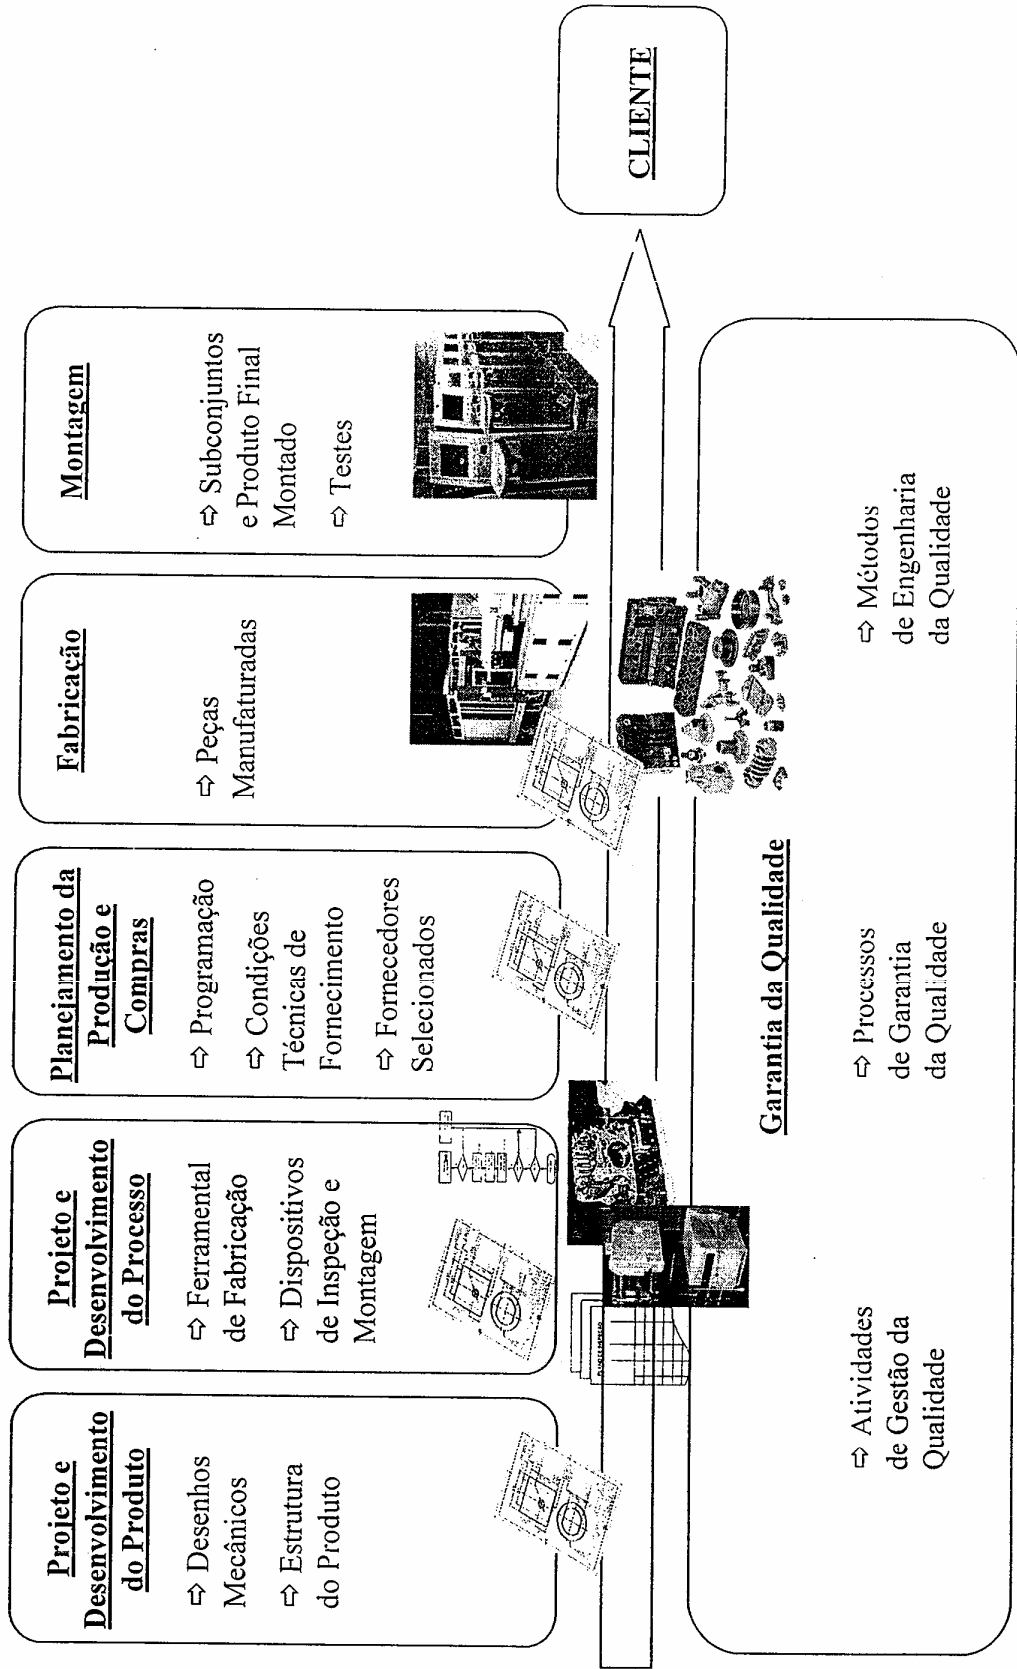 Projeto e
Desenvolvimento
do Produto
⇨ Desenhos
Mecânicos
⇨ Estrutura
do Produto
Projeto e
Desenvolvimento
do Processo
⇨ Ferramental
de Fabricação
⇨ Dispositivos
de Inspeção e
Montagem
Planejamento da
Produção e
Compras
⇨ Programação
⇨ Condições
Técnicas de
Fornecimento
⇨ Fornecedores
Selecionados
Fabricação
⇨ Peças
Manufaturadas
Montagem
⇨ Subconjuntos
e Produto Final
Montado
⇨ Testes
CLIENTE
Garantia da Qualidade
⇨ Atividades
de Gestão da
Qualidade
⇨ Processos
de Garantia
da Qualidade
⇨ Métodos
de Engenharia
da Qualidade